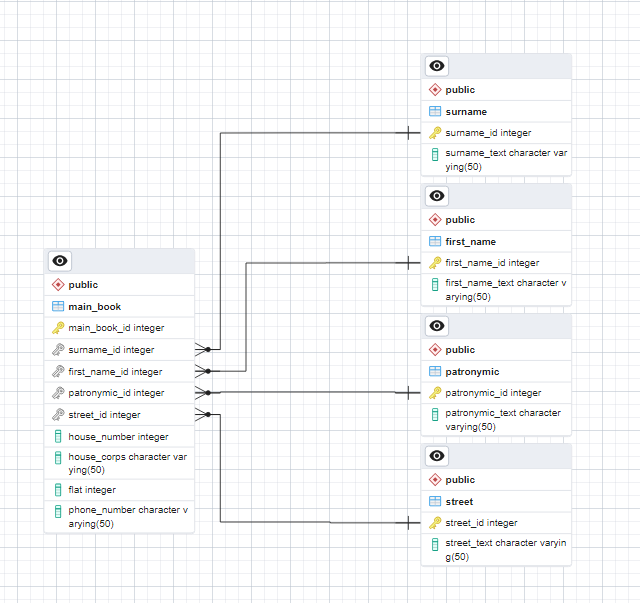 public
surname
surname_id integer
surname_text character var
ying(50)
public
first_name
first_name_id integer
first_name_text character v
arying(50)
public
main_book
main_book_id integer
surname_id integer
first_name_id integer
patronymic_id integer
street_id integer
house_number integer
house_corps character var
ying(50)
flat integer
phone_number character v
arying(50)
public
patronymic
patronymic_id integer
patronymic_text character
varying(50)
public
street
street_id integer
street_text character varyin
g(50)